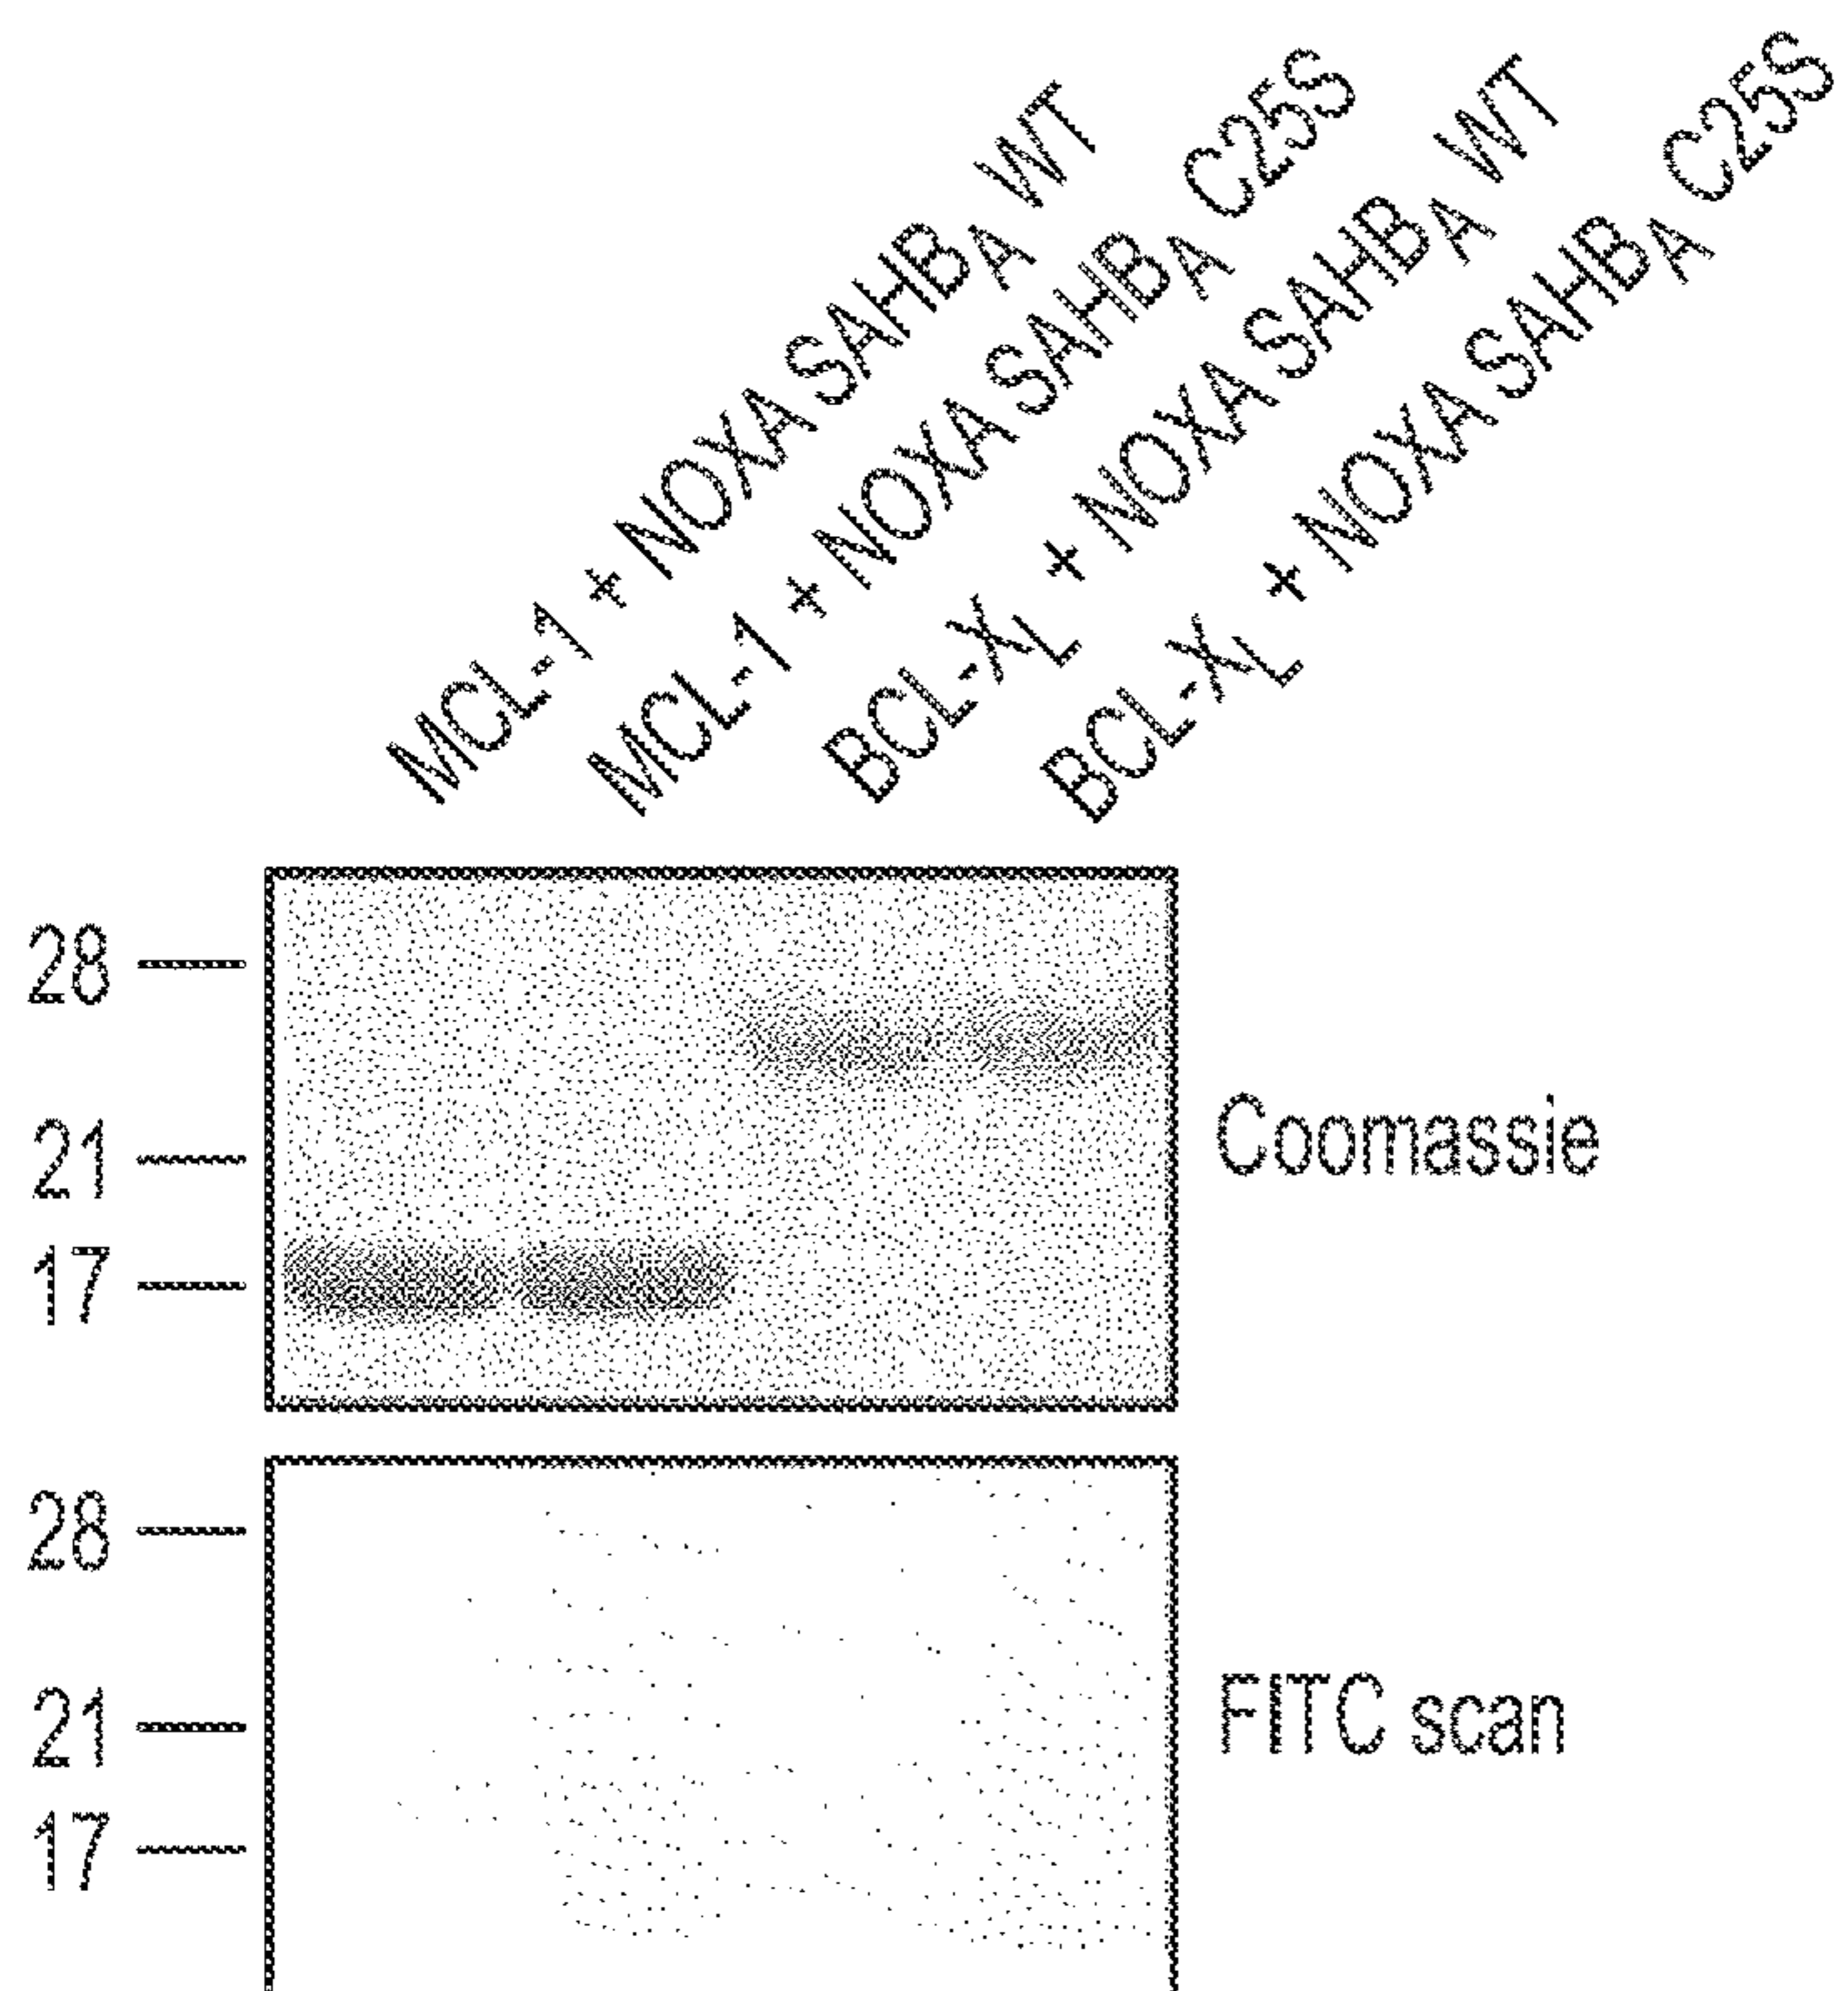 MCL-1 + NOXA SAHBA WT
MCL-1 + NOXA SAHBA C25S
BCL-XL + NOXA SAHBA WT
BCL-XL + NOXA SAHBA C25S
28
21
17
Coomassie
28
21
17
FITC scan